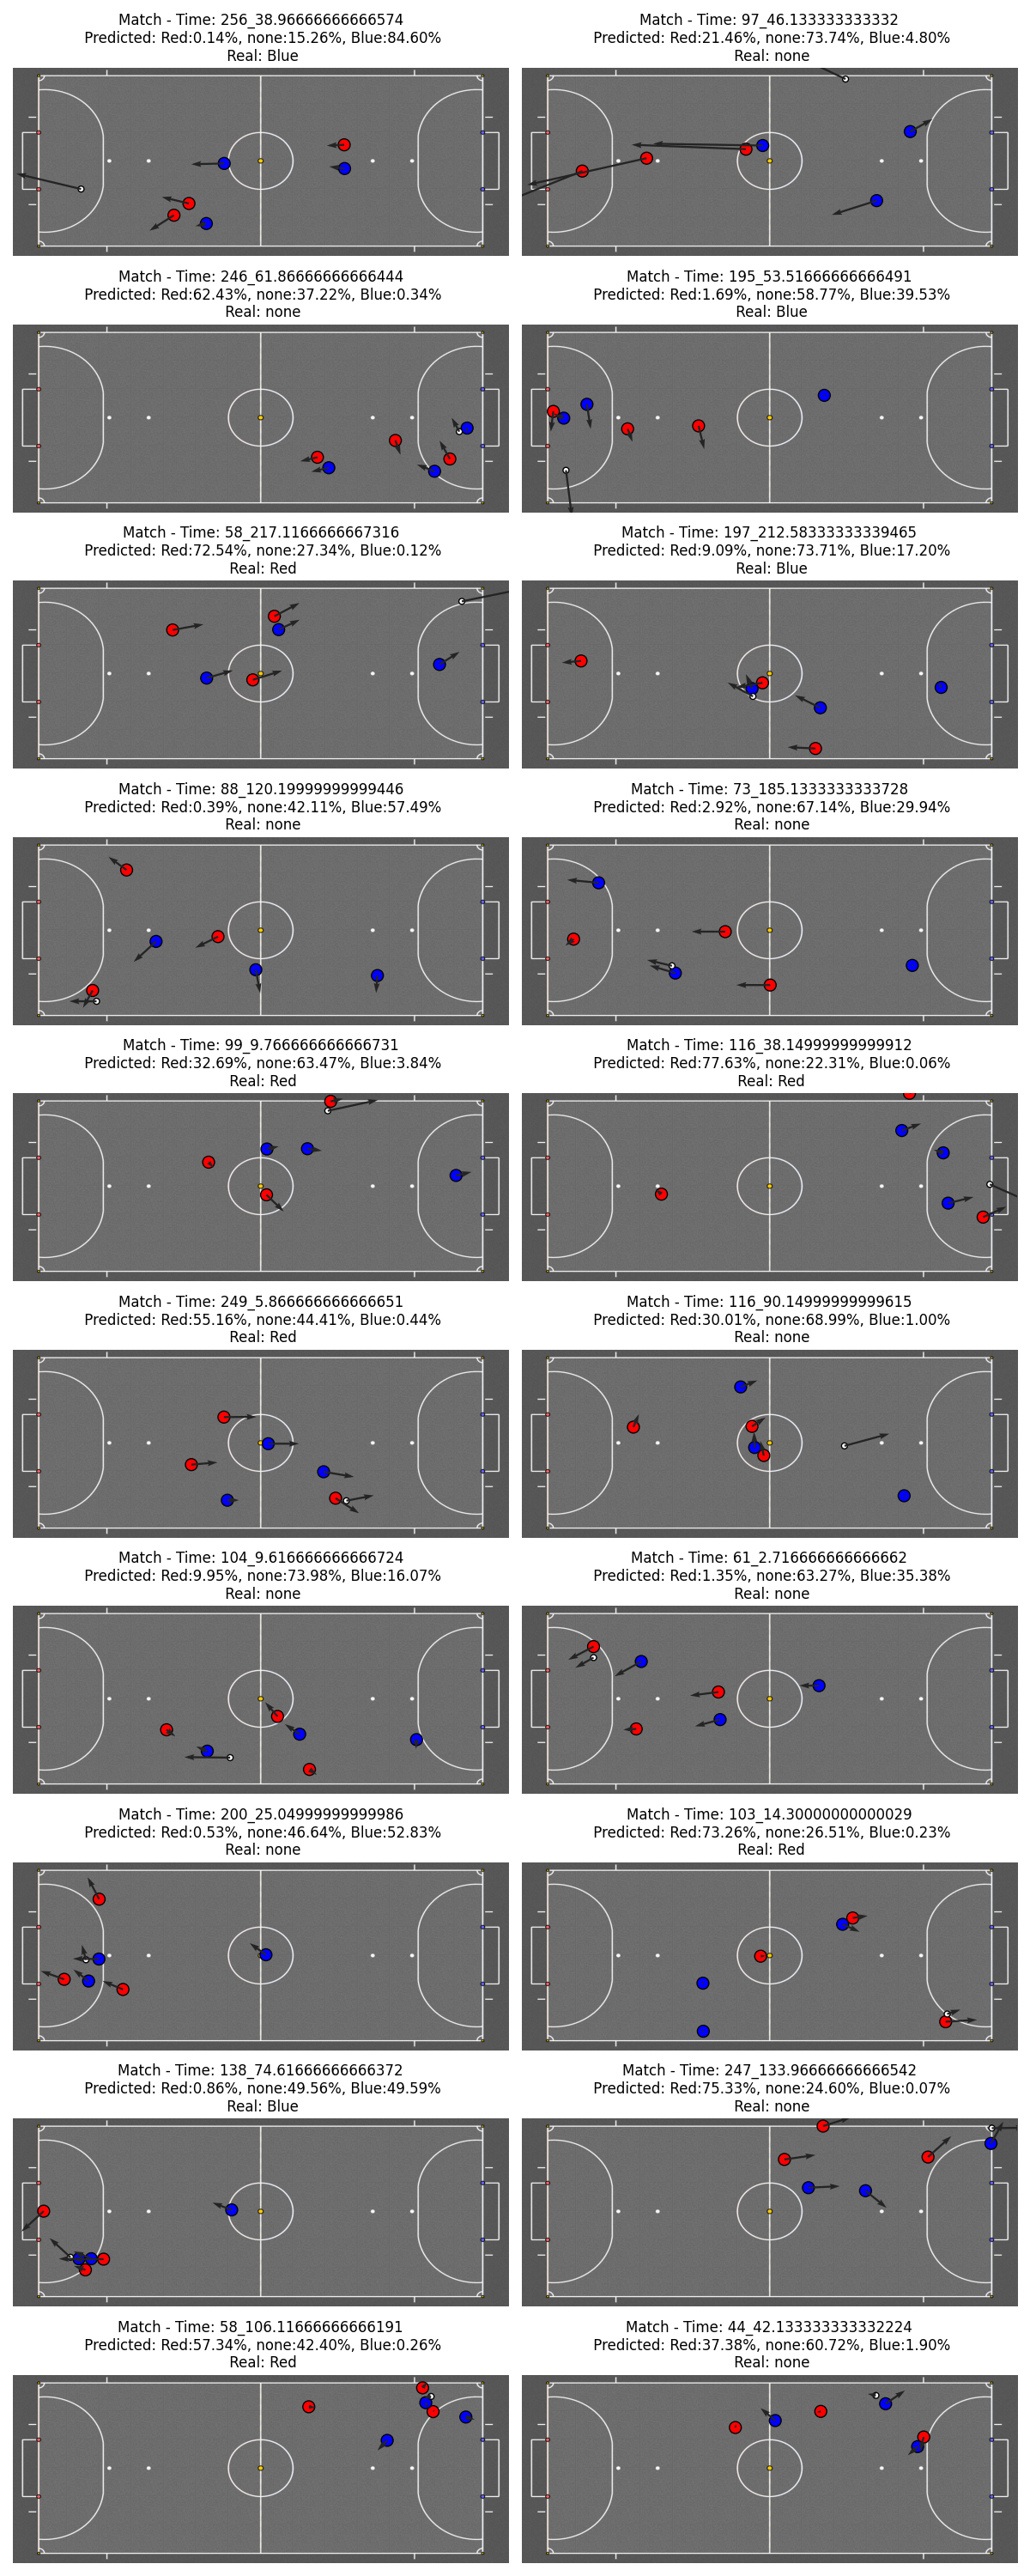 Match - Time: 256_38.96666666666574
Predicted: Red:0.14%, none:15.26%, Blue:84.60%
Real: Blue
Match - Time: 97_46.133333333332
Predicted: Red:21.46%, none:73.74%, Blue:4.80%
Real: none
Match - Time: 246_61.86666666666444
Predicted: Red:62.43%, none:37.22%, Blue:0.34%
Real: none
Match - Time: 195_53.51666666666491
Predicted: Red:1.69%, none:58.77%, Blue:39.53%
Real: Blue
Match - Time: 58_217.1166666667316
Predicted: Red:72.54%, none:27.34%, Blue:0.12%
Real: Red
Match - Time: 197_212.58333333339465
Predicted: Red:9.09%, none:73.71%, Blue:17.20%
Real: Blue
Match - Time: 88_120.19999999999446
Predicted: Red:0.39%, none:42.11%, Blue:57.49%
Real: none
Match - Time: 73_185.1333333333728
Predicted: Red:2.92%, none:67.14%, Blue:29.94%
Real: none
Match - Time: 99_9.766666666666731
Predicted: Red:32.69%, none:63.47%, Blue:3.84%
Real: Red
Match - Time: 116_38.14999999999912
Predicted: Red:77.63%, none:22.31%, Blue:0.06%
Real: Red
Match - Time: 249_5.866666666666651
Predicted: Red:55.16%, none:44.41%, Blue:0.44%
Real: Red
Match - Time: 116_90.14999999999615
Predicted: Red:30.01%, none:68.99%, Blue:1.00%
Real: none
Match - Time: 104_9.616666666666724
Predicted: Red:9.95%, none:73.98%, Blue:16.07%
Real: none
Match - Time: 61_2.716666666666662
Predicted: Red:1.35%, none:63.27%, Blue:35.38%
Real: none
Match - Time: 200_25.04999999999986
Predicted: Red:0.53%, none:46.64%, Blue:52.83%
Real: none
Match - Time: 103_14.30000000000029
Predicted: Red:73.26%, none:26.51%, Blue:0.23%
Real: Red
Match - Time: 138_74.61666666666372
Predicted: Red:0.86%, none:49.56%, Blue:49.59%
Real: Blue
Match - Time: 247_133.96666666666542
Predicted: Red:75.33%, none:24.60%, Blue:0.07%
Real: none
Match - Time: 58_106.11666666666191
Predicted: Red:57.34%, none:42.40%, Blue:0.26%
Real: Red
Match - Time: 44_42.133333333332224
Predicted: Red:37.38%, none:60.72%, Blue:1.90%
Real: none